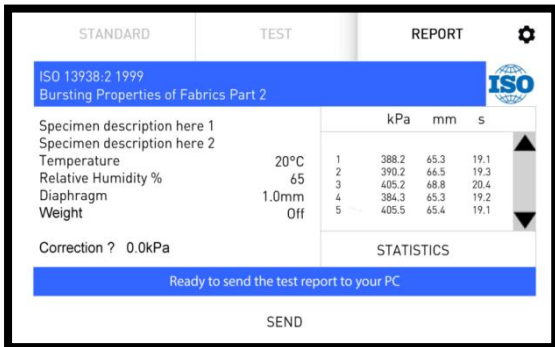 STANDARD TEST REPORT
ISO 13938:2 1999
Bursting Properties of Fabrics Part 2
ISO
Specimen description here 1
Specimen description here 2
Temperature 20°C
Relative Humidity % 65
Diaphragm 1.0mm
Weight Off
Correction ? 0.0kPa
kPa mm s
1 388.2 65.3 19.1
2 390.2 66.5 19.3
3 405.2 68.8 20.4
4 384.3 65.3 19.2
5 405.5 65.4 19.1
STATISTICS
Ready to send the test report to your PC
SEND